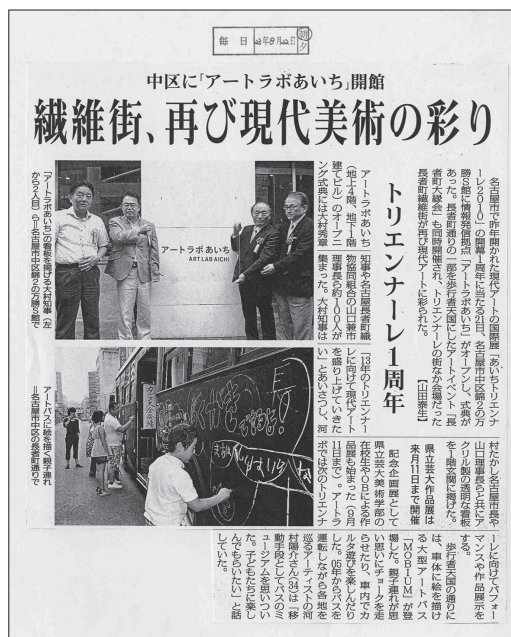 毎 日
23年8月22日
朝
夕
中区に「アートラボあいち」開館
繊維街、再び現代美術の彩り
トリエンナーレ1周年
名古屋市で昨年開かれた現代アートの国際展「あいちトリエンナ
ーレ2010」の開幕1周年に当たる21日、名古屋市中区錦2の万
勝S館に情報発信拠点「アートラボあいち」がオープンし、式典が
あった。長者町通りの一部を歩行者天国にしたアートイベント「長
者町大縁会」も同時開催され、トリエンナーレの街なか会場だった
長者町繊維街が再び現代アートに彩られた。
【山田泰生】
アートラボあいち
(地上4階、地下1階
建てビル)のオープニ
ング式典には大村秀章
知事や名古屋長者町織
物協同組合の山口兼市
理事長ら約100人が
集まった。大村知事は
「13年のトリエンナー
レに向けて現代アート
を盛り上げていきた
い」とあいさつし、河
村たかし名古屋市長や
山口理事長らと共にア
クリル製の透明な看板
を1階玄関に掲げた。
県立芸大作品展は
来月11日まで開催
記念企画展として
県立芸大美術学部の
在校生やOBによる作
品展も始まった(9月
11日まで)。アートラ
ボでは次のトリエンナ
ーレに向けてパフォー
マンスや作品展示を
する。
歩行者天国の通りに
は、車体に絵を描け
る大型アートバス
「MOBIUM」が登
場した。親子連れが思
い思いにチョークを走
らせたり、車内でカ
ルタ遊びを楽しんだり
した。05年からバスを
運転しながら各地を
巡るアーティストの河
村陽介さん(34)は「移
動手段としてバスのミ
ュージアムを思いつい
た。子どもたちに楽し
んでもらいたい」と話
していた。
アートラボあいち
ART LAB AICHI
「アートラボあいち」の看板を掲げる大村知事(左
から2人目)ら=名古屋市中区錦2の万勝S館で
アートバスに絵を描く親子連れ
=名古屋市中区の長者町通りで